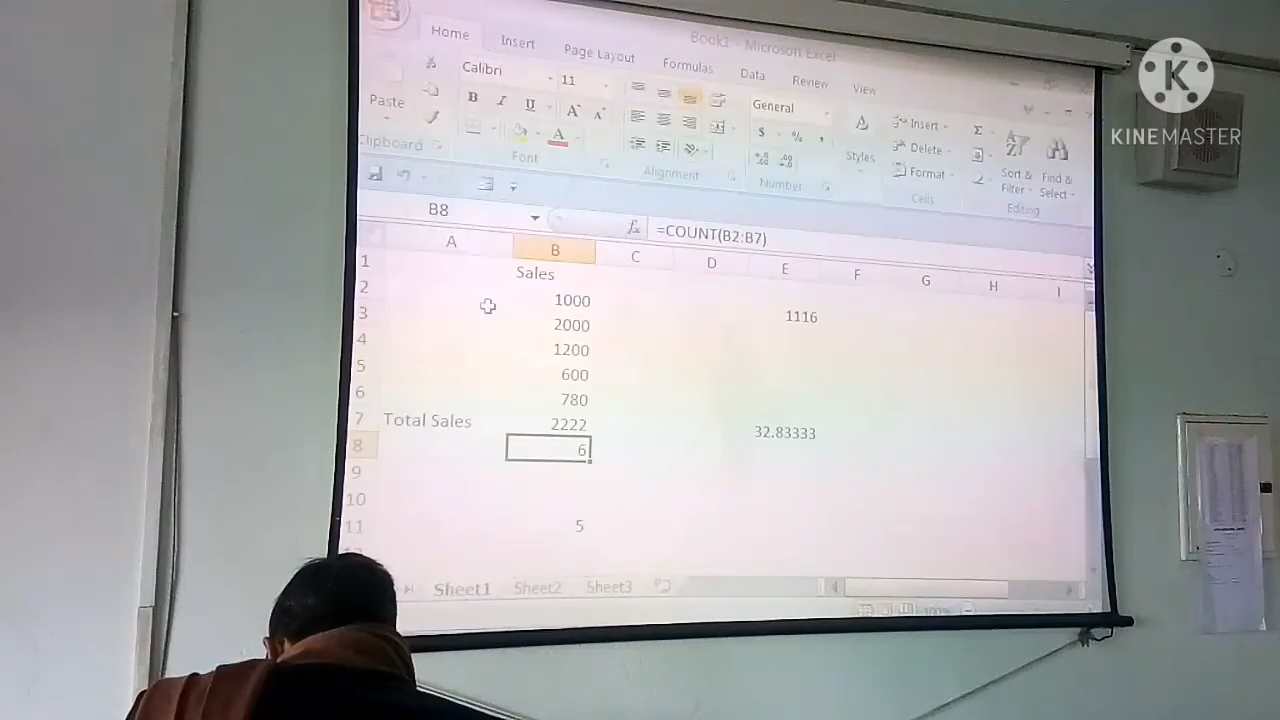 Book1 - Microsoft Excel
Home Insert Page Layout Formulas Data Review View
KINEMASTER
Calibri 11 General
Paste B I U A A $ % , Styles Insert Delete Format Σ Sort & Filter Find & Select
Clipboard Font Alignment Number Cells Editing
B8 fx =COUNT(B2:B7)
A B C D E F G H I
1 Sales
2 1000
3 2000 1116
4 1200
5 600
6 780
7 Total Sales 2222 32.83333
8 6
9
10
11 5
Sheet1 Sheet2 Sheet3
100%